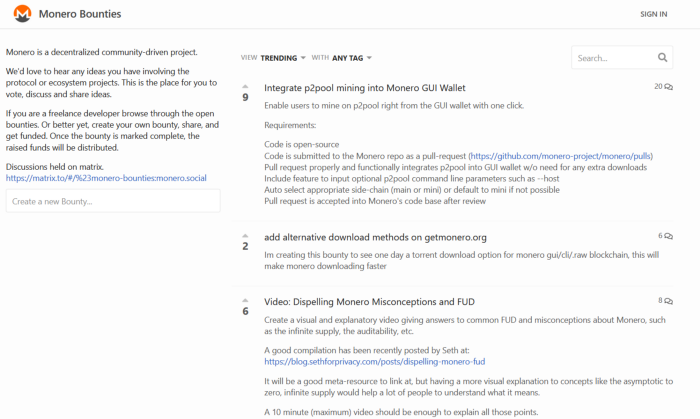 Monero Bounties
SIGN IN
Monero is a decentralized community-driven project.
We'd love to hear any ideas you have involving the
protocol or ecosystem projects. This is the place for you to
vote, discuss and share ideas.
If you are a freelance developer browse through the open
bounties. Or better yet, create your own bounty, share, and
get funded. Once the bounty is marked complete, the
raised funds will be distributed.
Discussions held on matrix.
https://matrix.to/#/%23monero-bounties:monero.social
Create a new Bounty...
VIEW TRENDING WITH ANY TAG
Search...
9
Integrate p2pool mining into Monero GUI Wallet
20
Enable users to mine on p2pool right from the GUI wallet with one click.
Requirements:
Code is open-source
Code is submitted to the Monero repo as a pull-request (https://github.com/monero-project/monero/pulls)
Pull request properly and functionally integrates p2pool into GUI wallet w/o need for any extra downloads
Include feature to input optional p2pool command line parameters such as --host
Auto select appropriate side-chain (main or mini) or default to mini if not possible
Pull request is accepted into Monero's code base after review
2
add alternative download methods on getmonero.org
6
Im creating this bounty to see one day a torrent download option for monero gui/cli/.raw blockchain, this will
make monero downloading faster
6
Video: Dispelling Monero Misconceptions and FUD
8
Create a visual and explanatory video giving answers to common FUD and misconceptions about Monero, such
as the infinite supply, the auditability, etc.
A good compilation has been recently posted by Seth at:
https://blog.sethforprivacy.com/posts/dispelling-monero-fud
It will be a good meta-resource to link at, but having a more visual explanation to concepts like the asymptotic to
zero, infinite supply would help a lot of people to understand what it means.
A 10 minute (maximum) video should be enough to explain all those points.